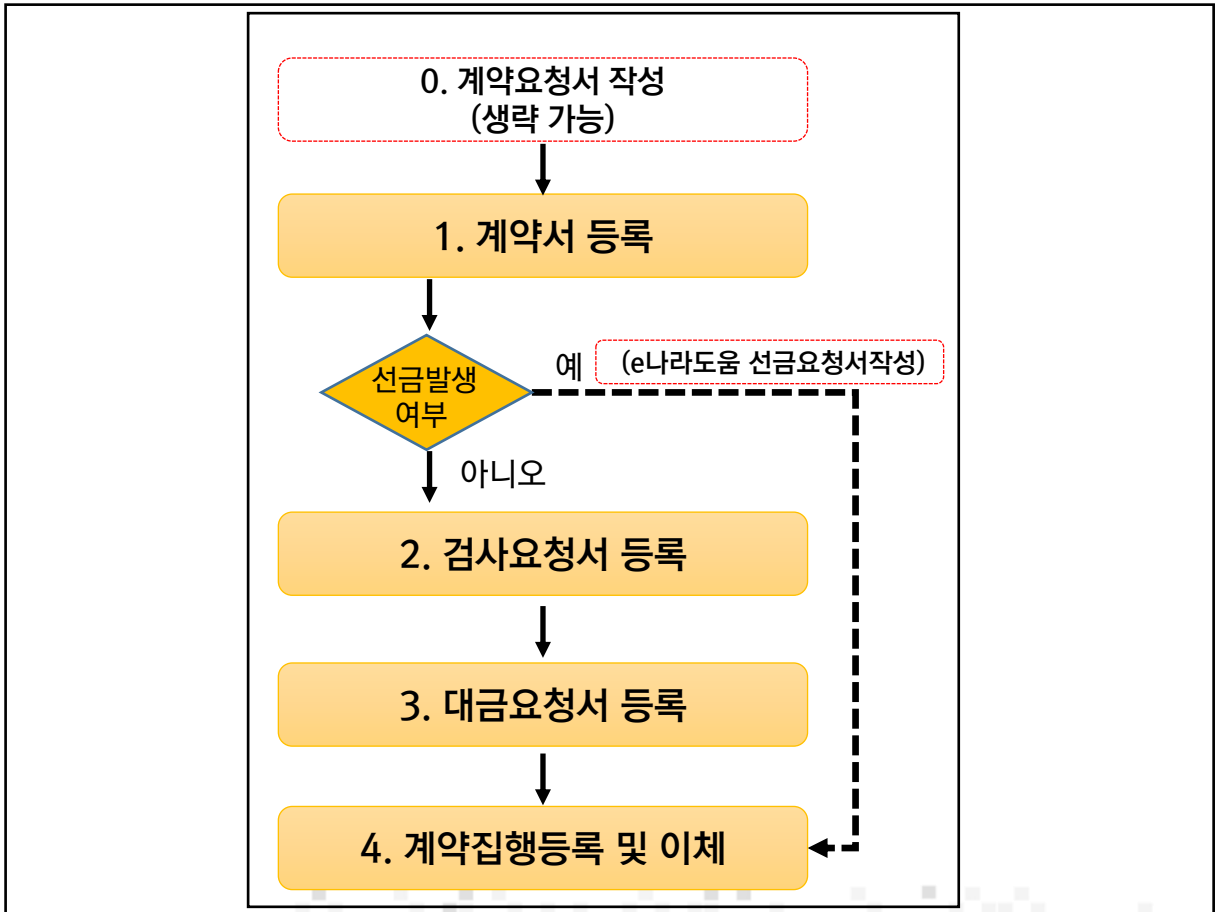 0. 계약요청서 작성
(생략 가능)
1. 계약서 등록
선금발생
여부
예
(e나라도움 선금요청서작성)
아니오
2. 검사요청서 등록
3. 대금요청서 등록
4. 계약집행등록 및 이체